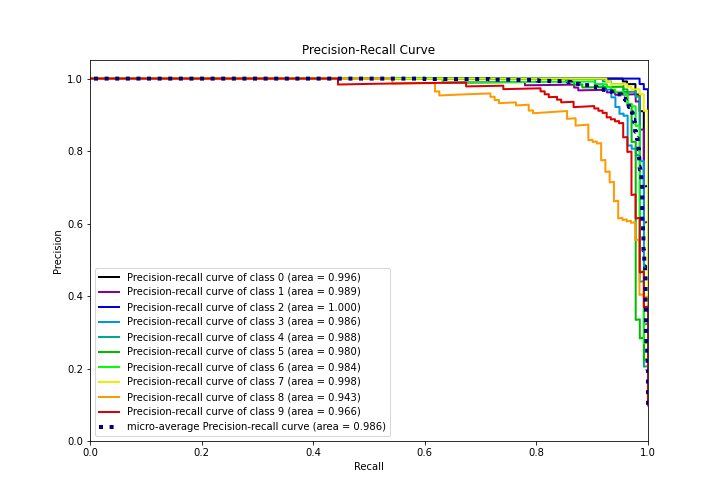 Precision-Recall Curve
1.0
0.8
0.6
0.4
0.2
0.0
Precision
Precision-recall curve of class 0 (area = 0.996)
Precision-recall curve of class 1 (area = 0.989)
Precision-recall curve of class 2 (area = 1.000)
Precision-recall curve of class 3 (area = 0.986)
Precision-recall curve of class 4 (area = 0.988)
Precision-recall curve of class 5 (area = 0.980)
Precision-recall curve of class 6 (area = 0.984)
Precision-recall curve of class 7 (area = 0.998)
Precision-recall curve of class 8 (area = 0.943)
Precision-recall curve of class 9 (area = 0.966)
micro-average Precision-recall curve (area = 0.986)
0.0 0.2 0.4 0.6 0.8 1.0
Recall